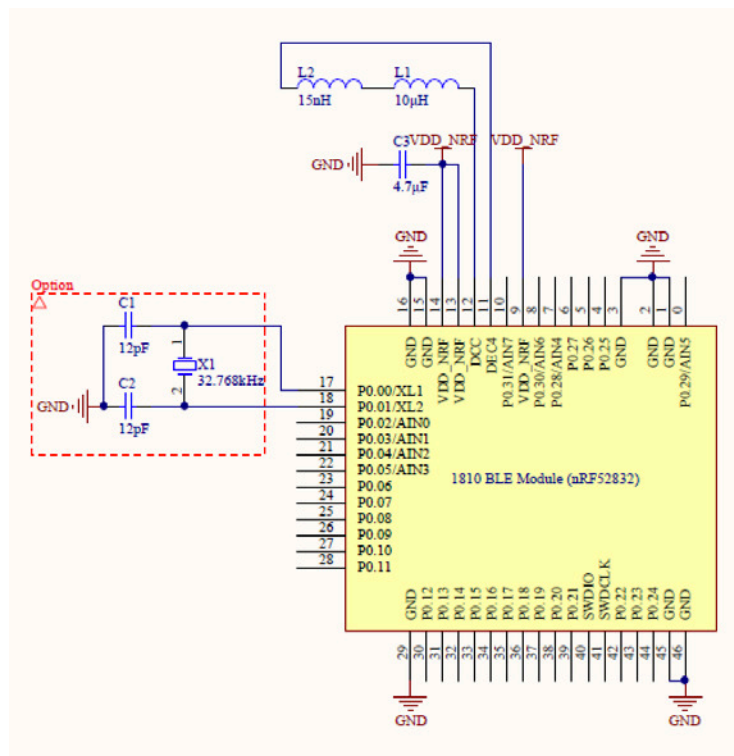 L2
L1
15nH
10µH
C3
VDD_NRF
VDD_NRF
GND
4.7µF
GND
GND
Option
C1
12pF
1
X1
32.768kHz
2
C2
GND
12pF
16
15
14
13
12
11
10
9
8
7
6
5
4
3
2
1
0
GND
GND
VDD_NRF
VDD_NRF
DCC
DEC4
P0.31/AIN7
VDD_NRF
P0.30/AIN6
P0.28/AIN4
P0.27
P0.26
P0.25
GND
GND
GND
P0.29/AIN5
17 P0.00/XL1
18 P0.01/XL2
19 P0.02/AIN0
20 P0.03/AIN1
21 P0.04/AIN2
22 P0.05/AIN3
23 P0.06
24 P0.07
25 P0.08
26 P0.09
27 P0.10
28 P0.11
1810 BLE Module (nRF52832)
GND
P0.12
P0.13
P0.14
P0.15
P0.16
P0.17
P0.18
P0.19
P0.20
P0.21
SWDIO
SWDCLK
P0.22
P0.23
P0.24
GND
GND
29
30
31
32
33
34
35
36
37
38
39
40
41
42
43
44
45
46
GND
GND